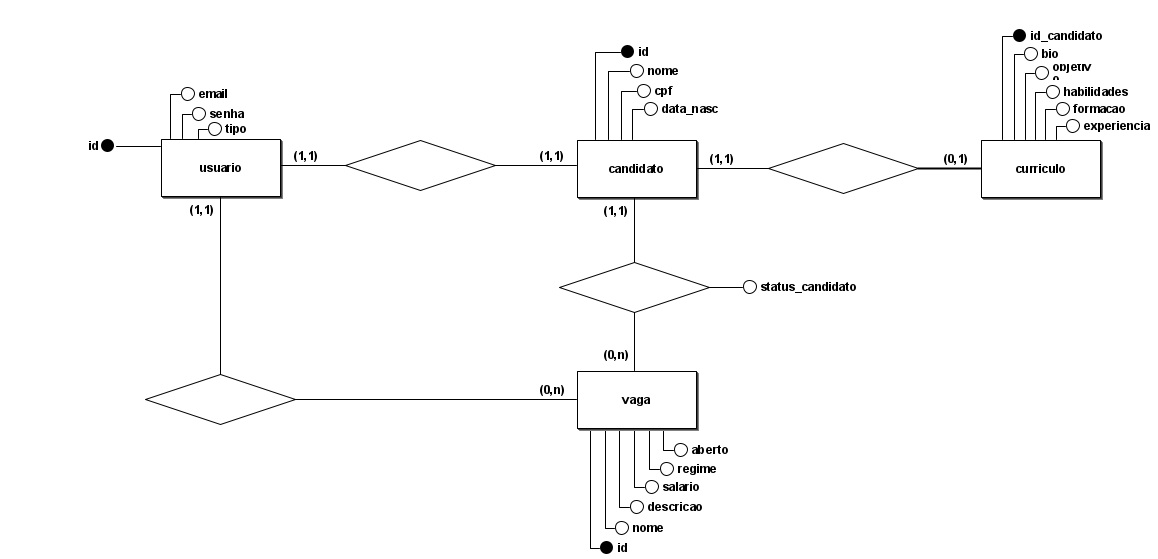 id
nome
cpf
data_nasc
id_candidato
bio
objetiv
habilidades
formacao
experiencia
email
senha
tipo
id
usuario
(1,1)
(1,1)
candidato
(1,1)
(0,1)
curriculo
(1,1)
(1,1)
status_candidato
(0,n)
(0,n)
vaga
aberto
regime
salario
descricao
nome
id